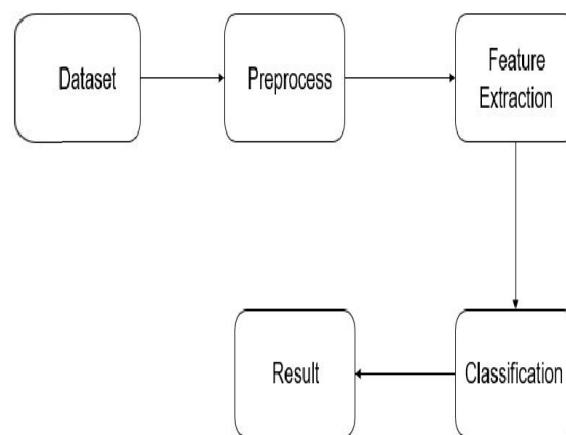 Dataset
Preprocess
Feature
Extraction
Classification
Result